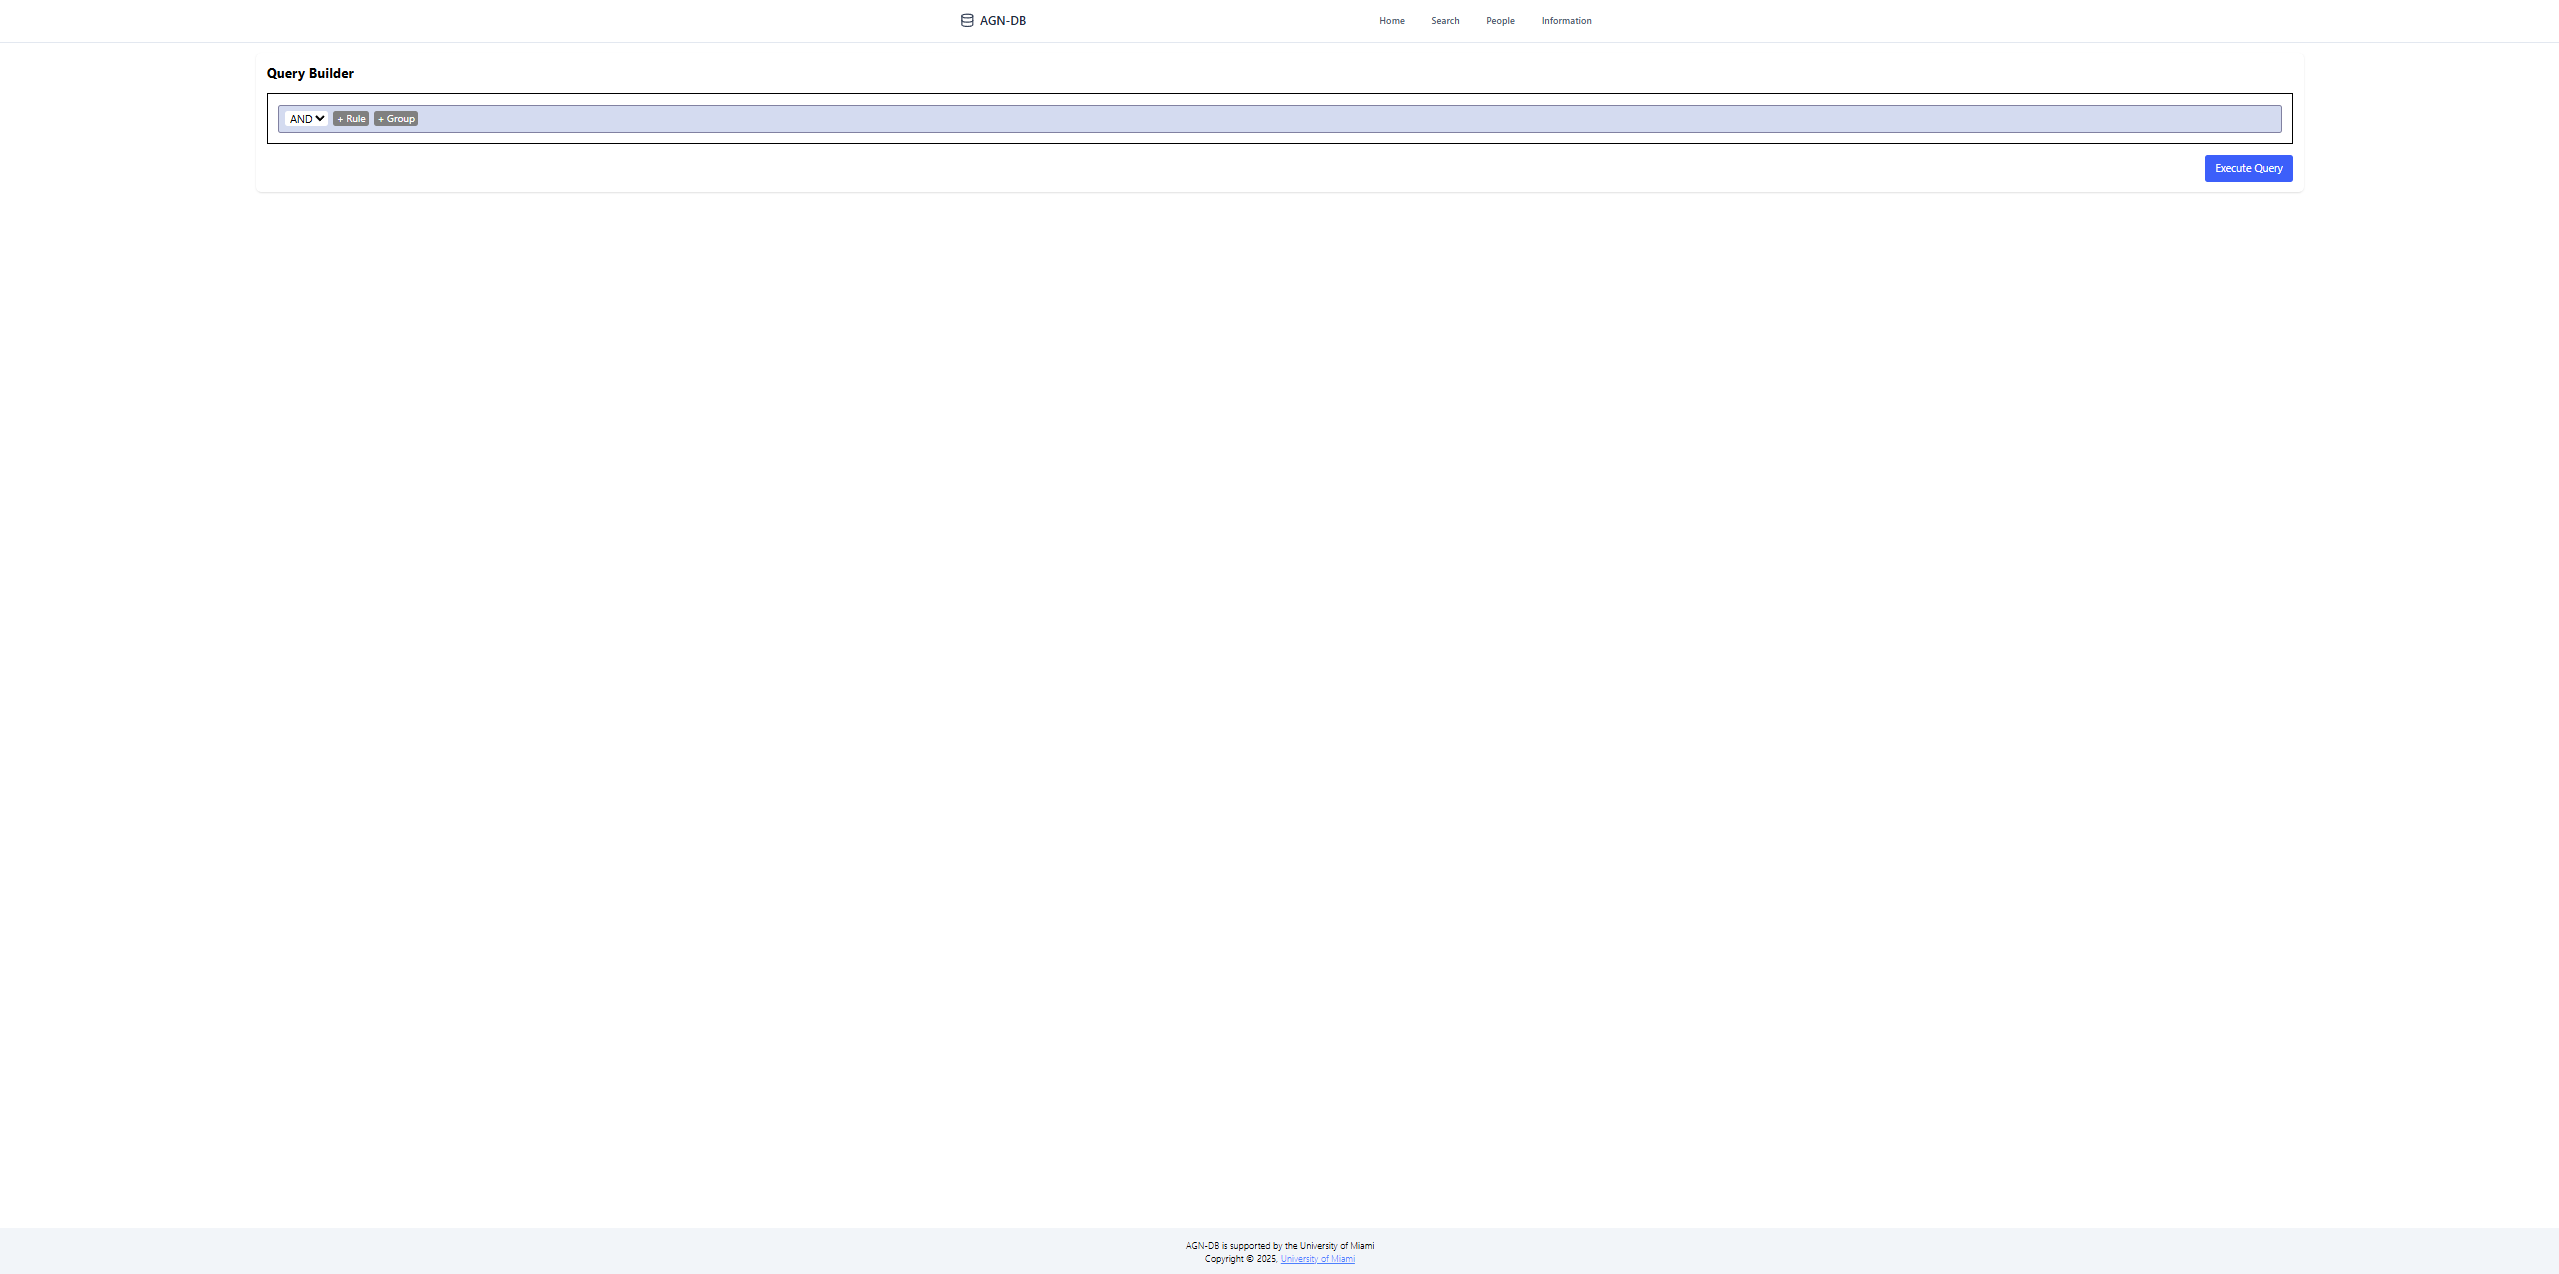 AGN-DB Home Search People Information
Query Builder
AND + Rule + Group
Execute Query
AGN-DB is supported by the University of Miami
Copyright © 2025, University of Miami